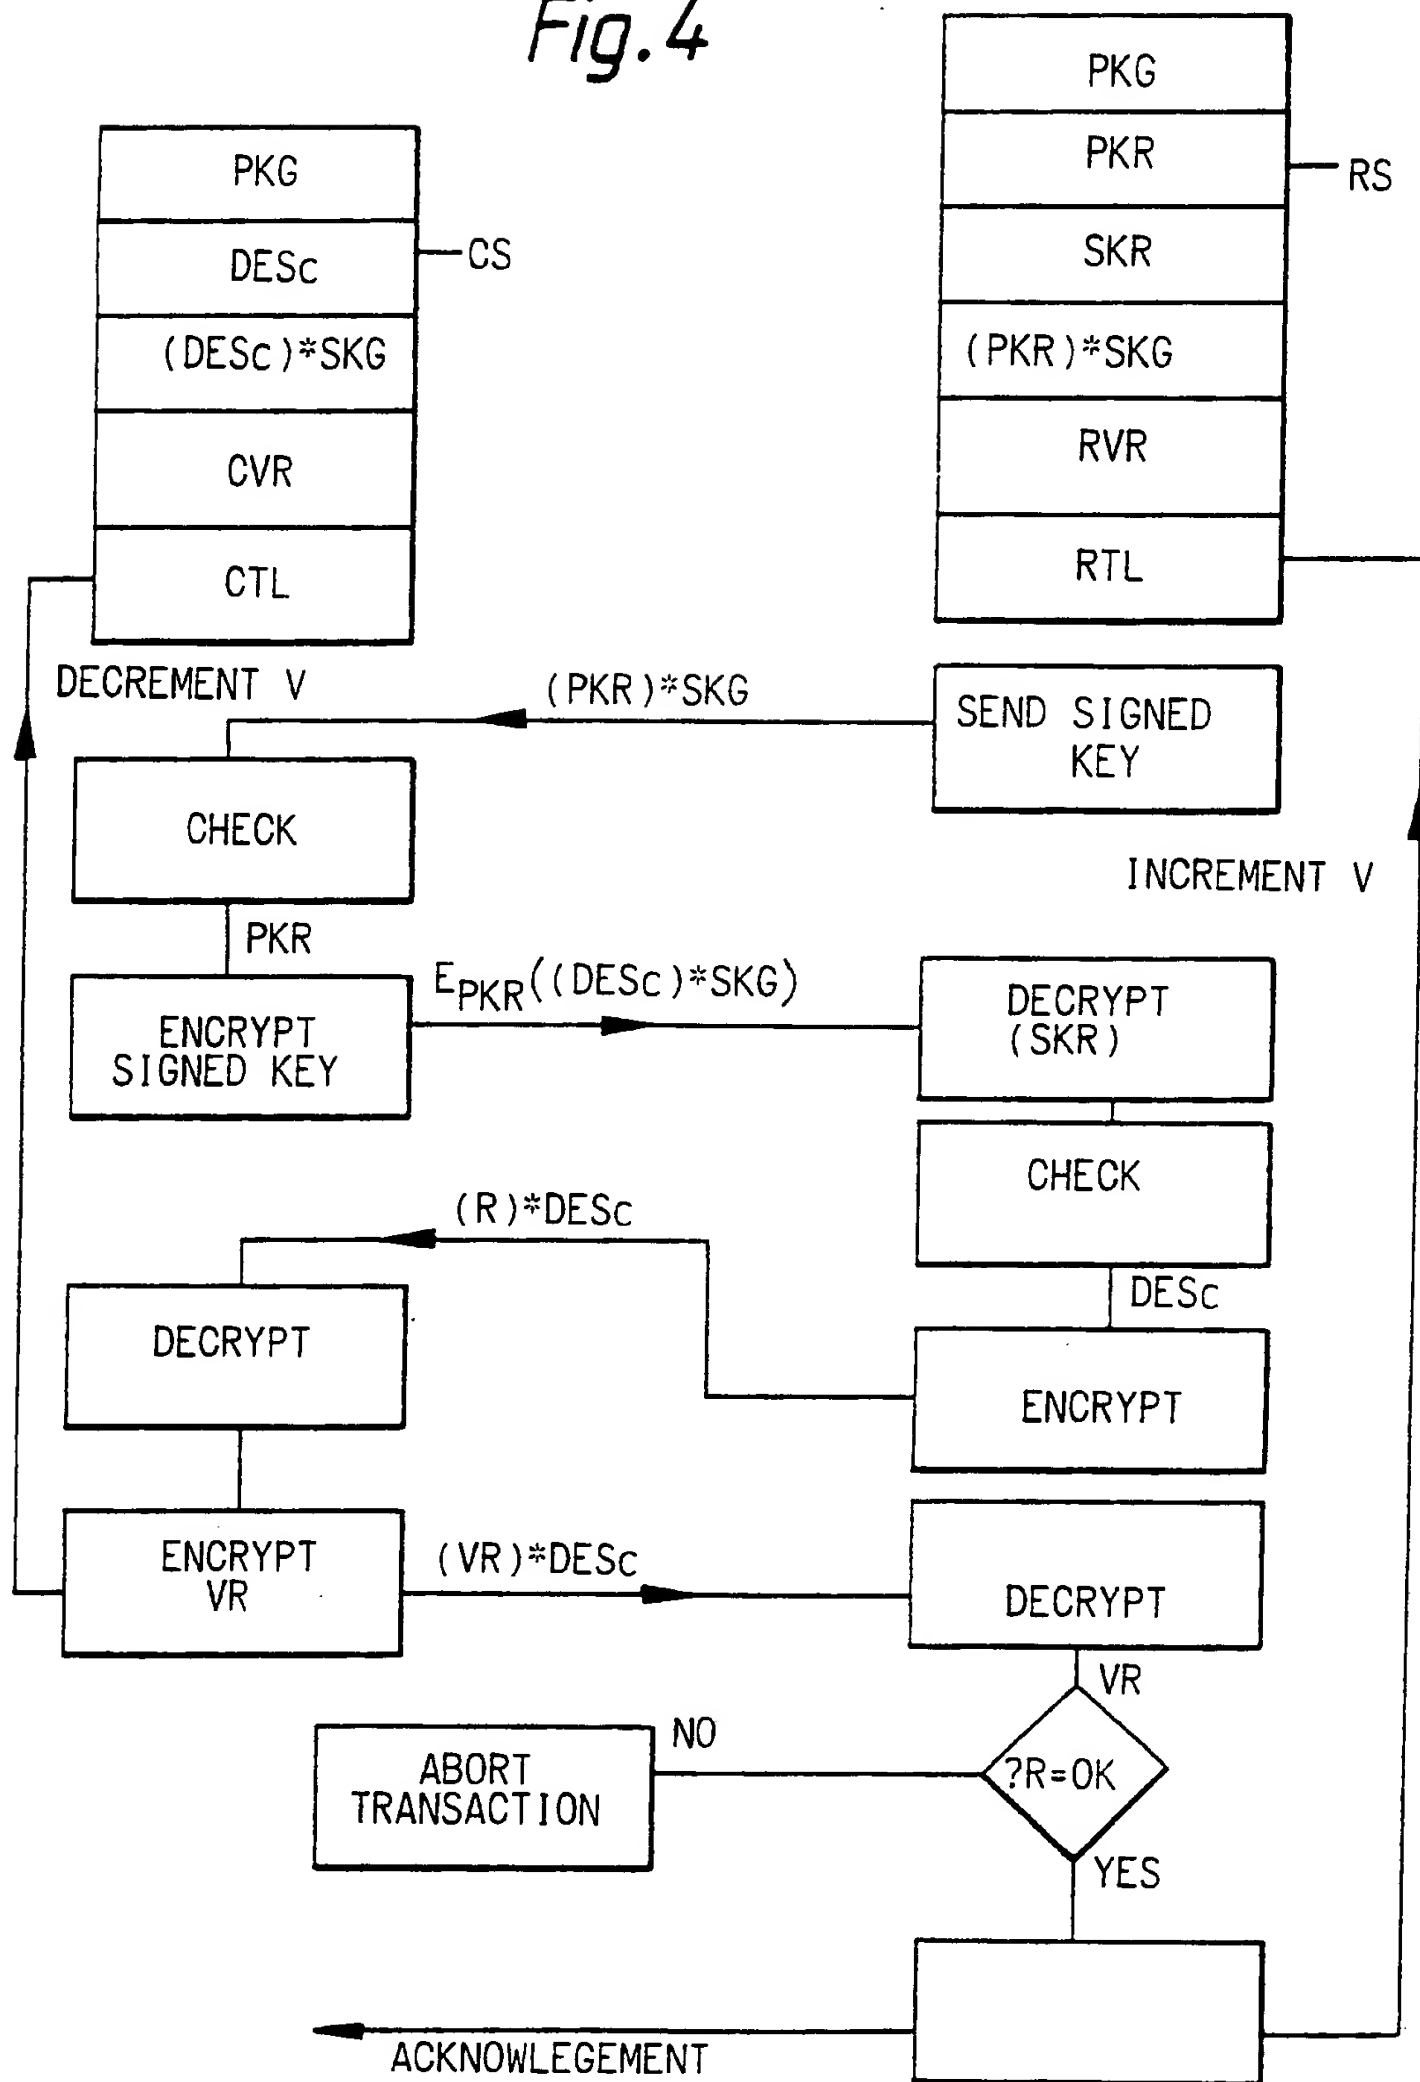 Fig. 4
PKG
DESc
(DESc)*SKG
CVR
CTL
CS
PKG
PKR
SKR
(PKR)*SKG
RVR
RTL
RS
DECREMENT V
(PKR)*SKG
SEND SIGNED
KEY
CHECK
INCREMENT V
PKR
ENCRYPT
SIGNED KEY
EPKR((DESc)*SKG)
DECRYPT
(SKR)
CHECK
(R)*DESc
DESc
DECRYPT
ENCRYPT
ENCRYPT
VR
(VR)*DESc
DECRYPT
VR
ABORT
TRANSACTION
NO
?R=OK
YES
ACKNOWLEGEMENT